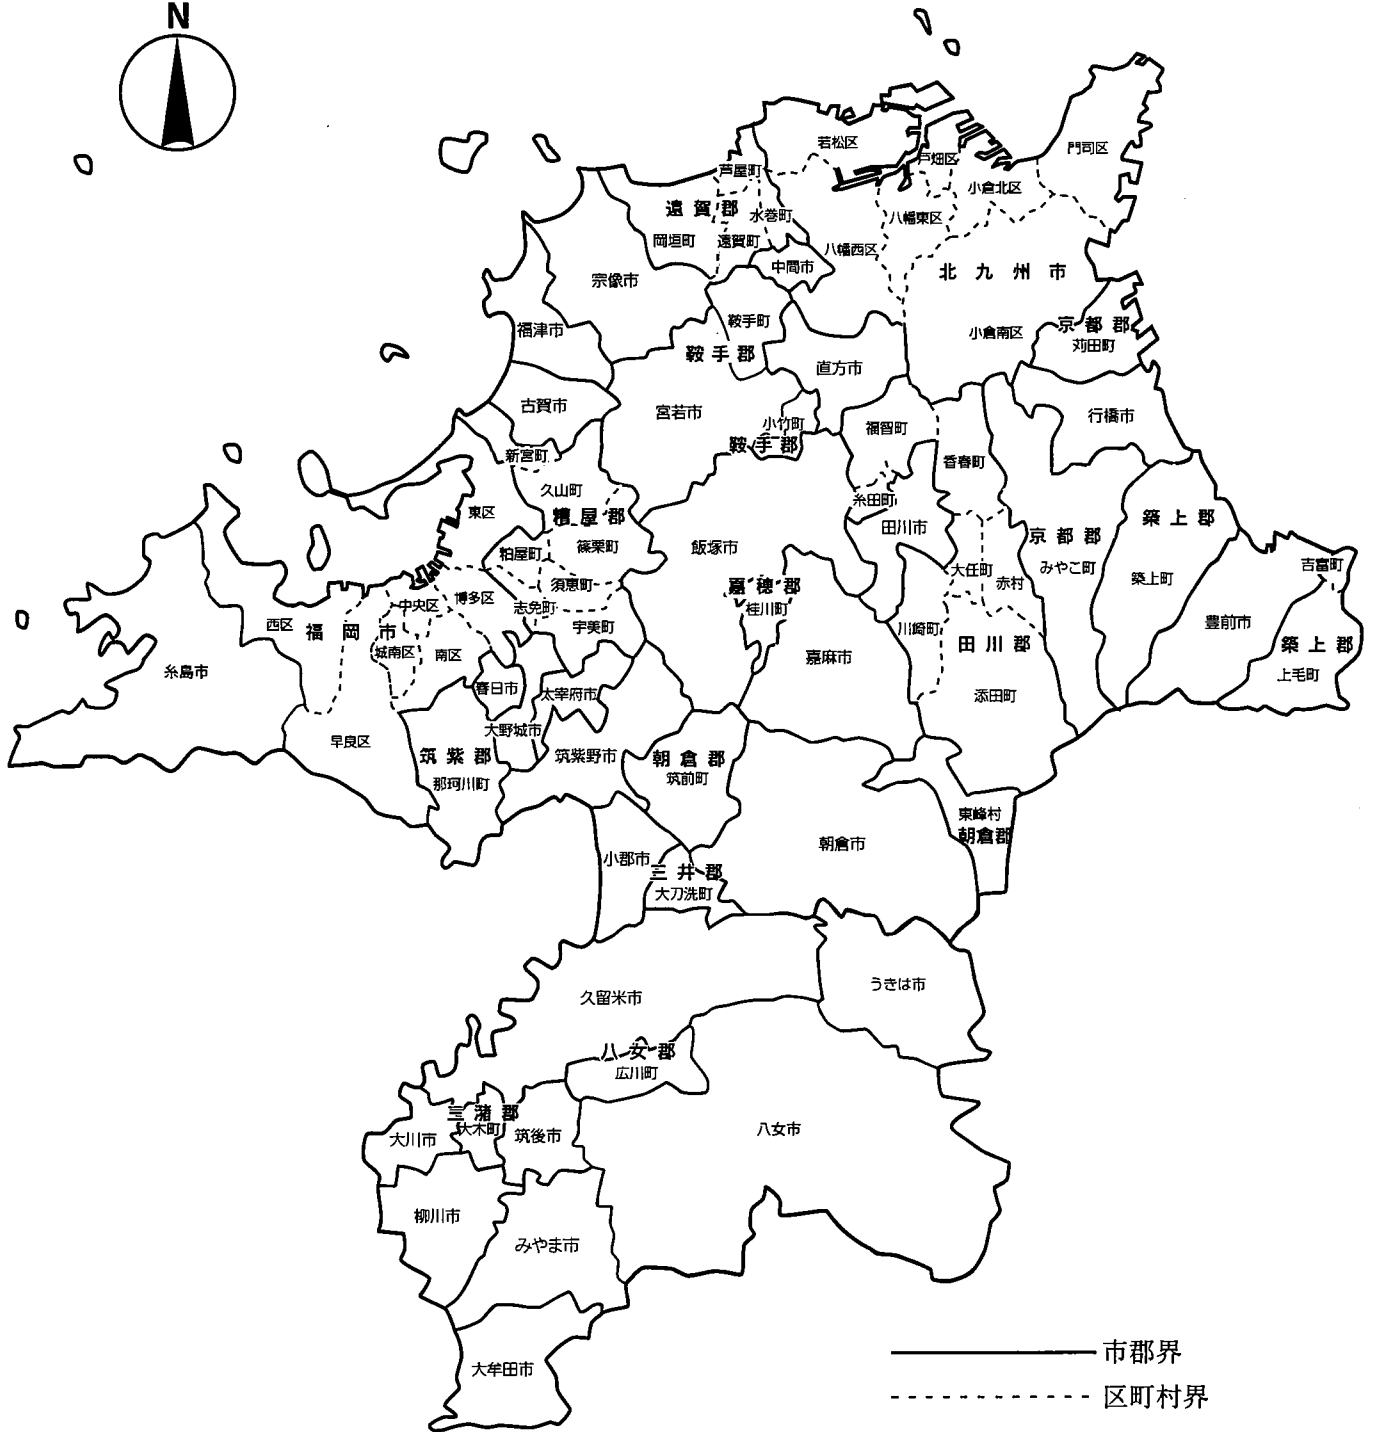 N
若松区
戸畑区
門司区
芦屋町
小倉北区
遠賀郡
水巻町
八幡東区
岡垣町
遠賀町
八幡西区
中間市
北九州市
宗像市
鞍手町
京都郡
福津市
小倉南区
苅田町
鞍手郡
直方市
古賀市
宮若市
行橋市
小竹町
福智町
鞍手郡
新宮町
香春町
久山町
糸田町
東区
糟屋郡
築上郡
田川市
京都郡
粕屋町
篠栗町
飯塚市
吉富町
大任町
みやこ町
築上町
須恵町
嘉穂郡
赤村
中央区
博多区
志免町
桂川町
西区
福岡市
宇美町
川崎町
豊前市
城南区
南区
嘉麻市
田川郡
築上郡
糸島市
上毛町
春日市
太宰府市
添田町
大野城市
早良区
筑紫郡
筑紫野市
朝倉郡
那珂川町
筑前町
東峰村
朝倉郡
朝倉市
小郡市
三井郡
大刀洗町
うきは市
久留米市
八女郡
広川町
三潴郡
大木町
大川市
筑後市
八女市
柳川市
みやま市
市郡界
大牟田市
区町村界